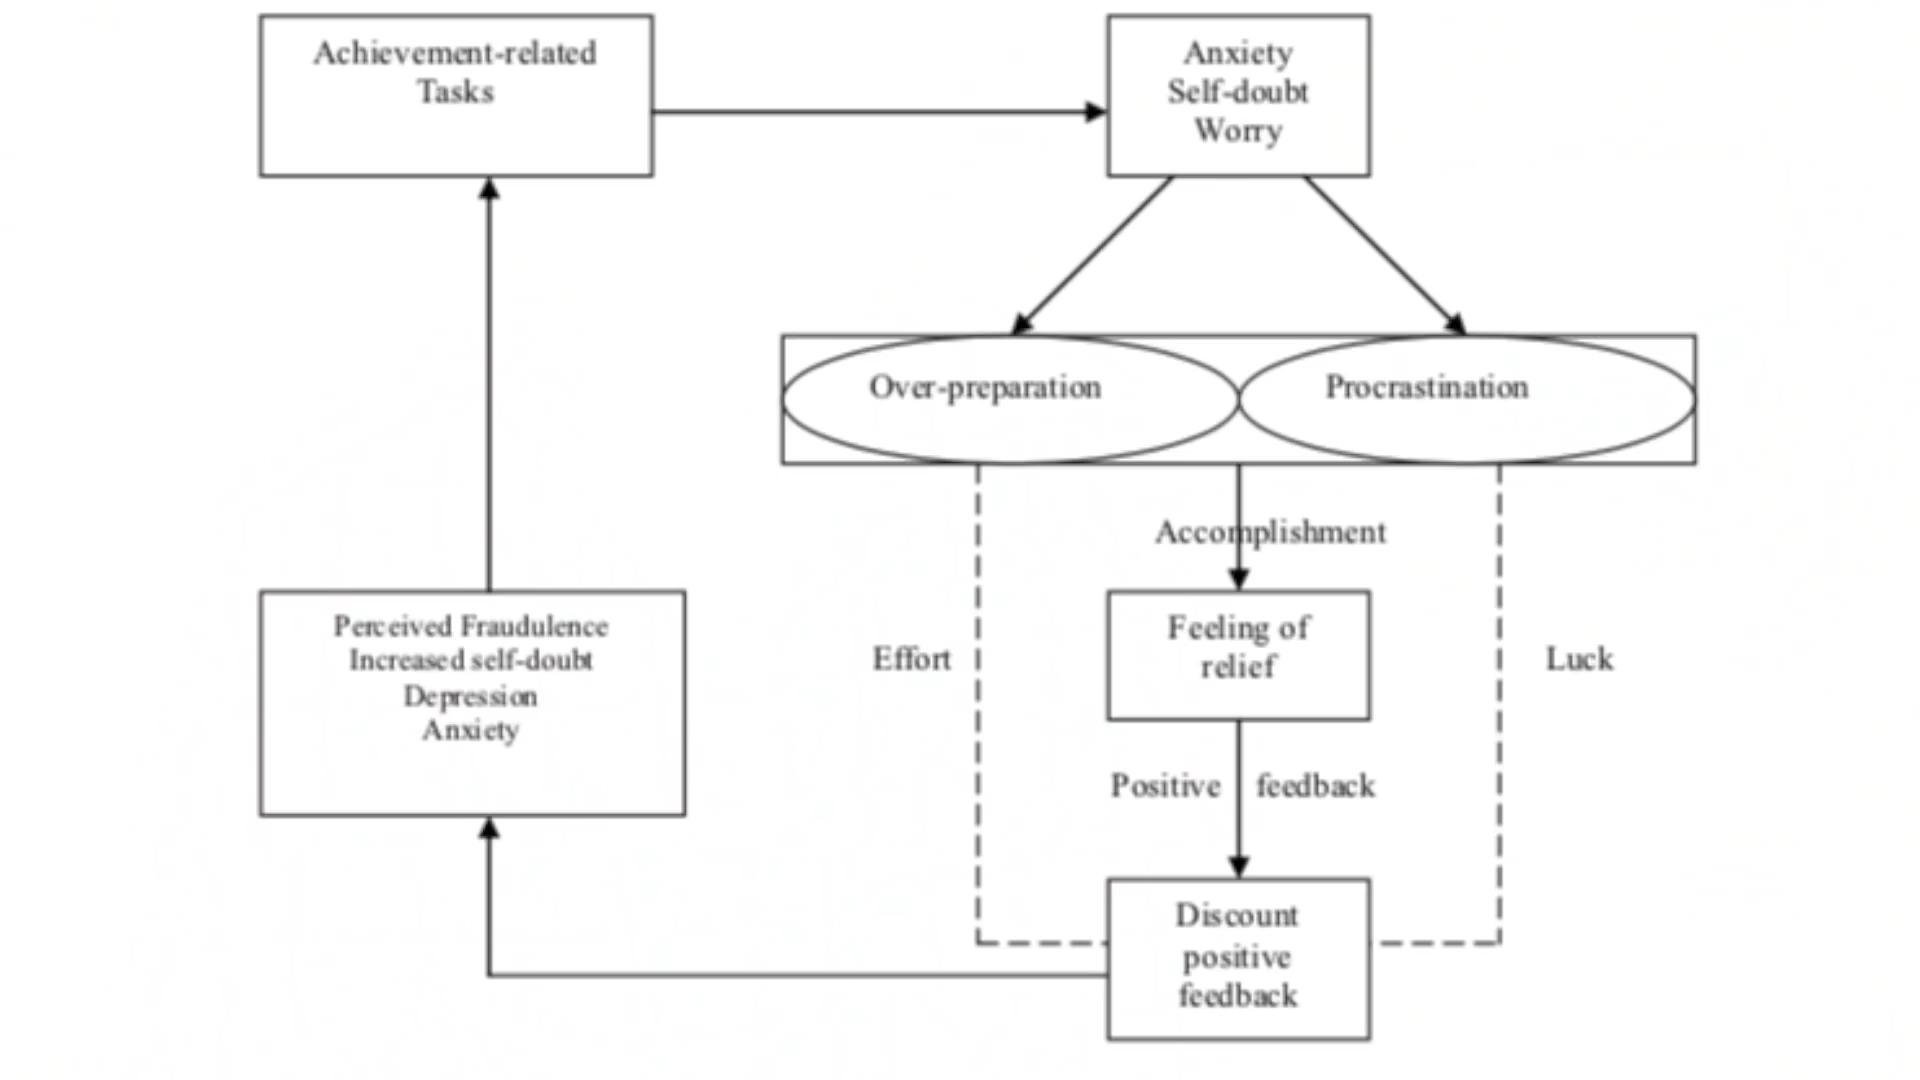 Achievement-related
Tasks
Anxiety
Self-doubt
Worry
Over-preparation
Procrastination
Accomplishment
Perceived Fraudulence
Increased self-doubt
Depression
Anxiety
Effort
Feeling of
relief
Luck
Positive feedback
Discount
positive
feedback